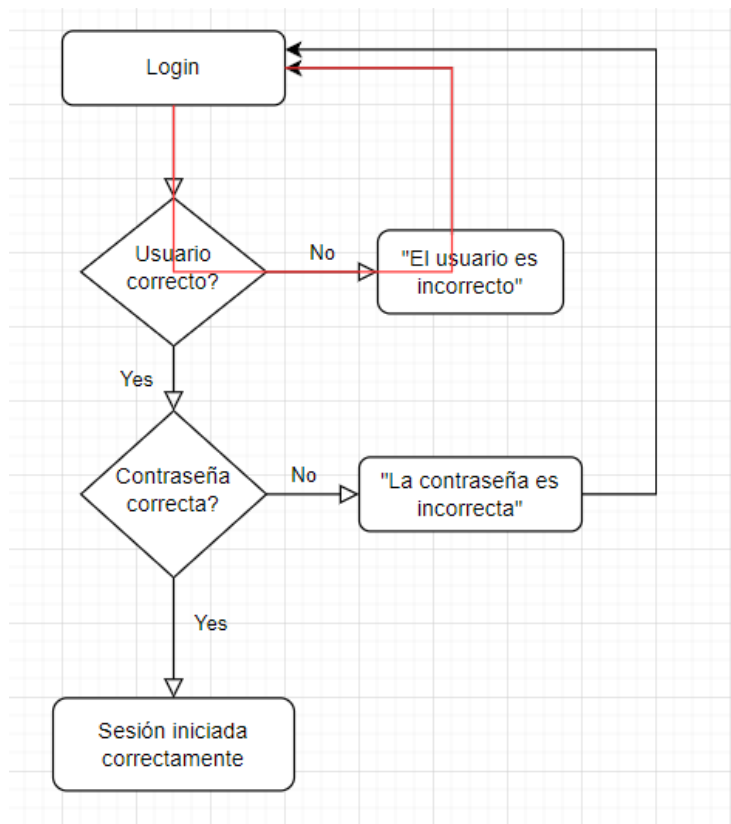 Login
Usuario
correcto?
No
"El usuario es
incorrecto"
Yes
Contraseña
correcta?
No
"La contraseña es
incorrecta"
Yes
Sesión iniciada
correctamente